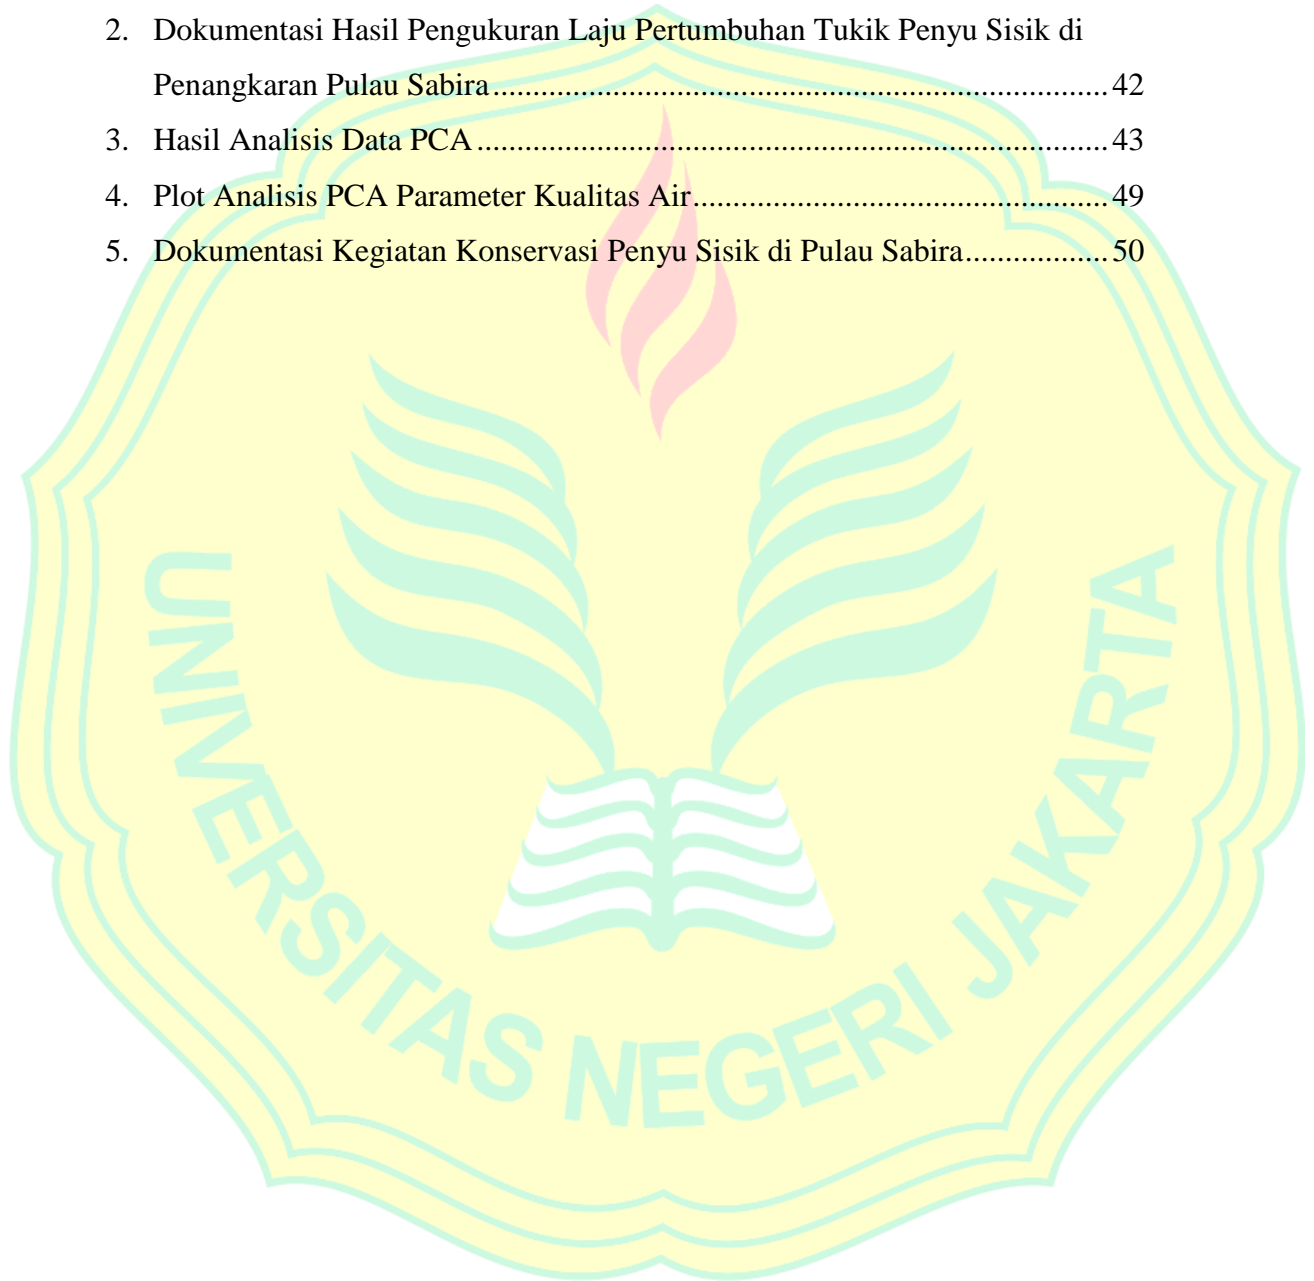 2. Dokumentasi Hasil Pengukuran Laju Pertumbuhan Tukik Penyu Sisik di
Penangkaran Pulau Sabira.............................................................................42
3. Hasil Analisis Data PCA...............................................................................43
4. Plot Analisis PCA Parameter Kualitas Air....................................................49
5. Dokumentasi Kegiatan Konservasi Penyu Sisik di Pulau Sabira..................50
UNIVERSITAS NEGERI JAKARTA